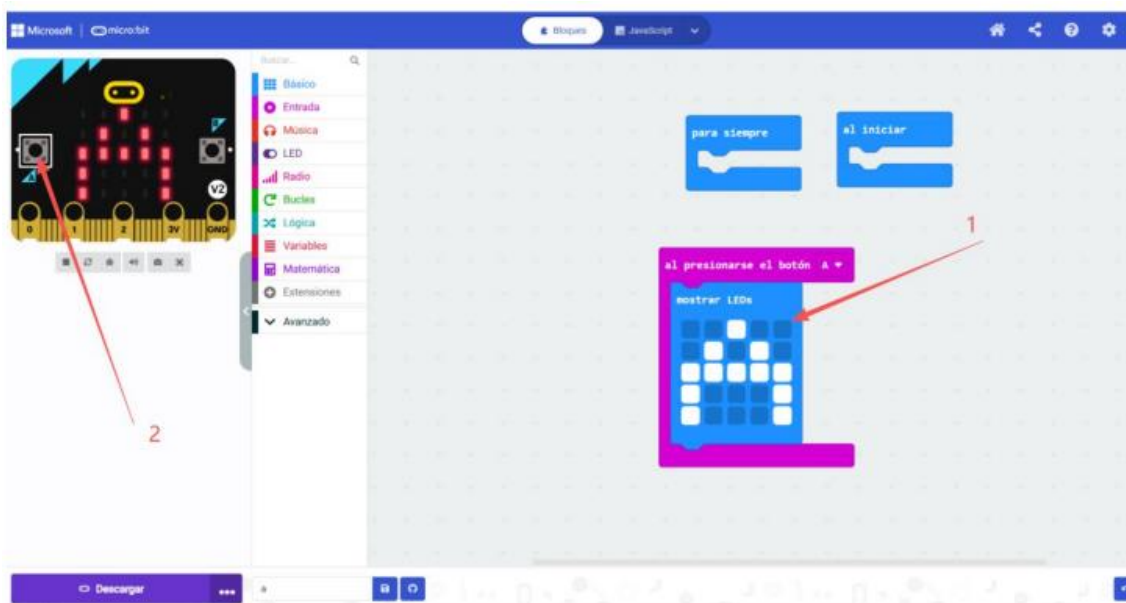 Microsoft | micro:bit
Bloques
JavaScript
Buscar...
Básico
Entrada
Música
LED
Radio
Bucles
Lógica
Variables
Matemática
Extensiones
Avanzado
A
B
V2
0 1 2 3V GND
2
para siempre
al iniciar
1
al presionarse el botón A
mostrar LEDs
Descargar
a